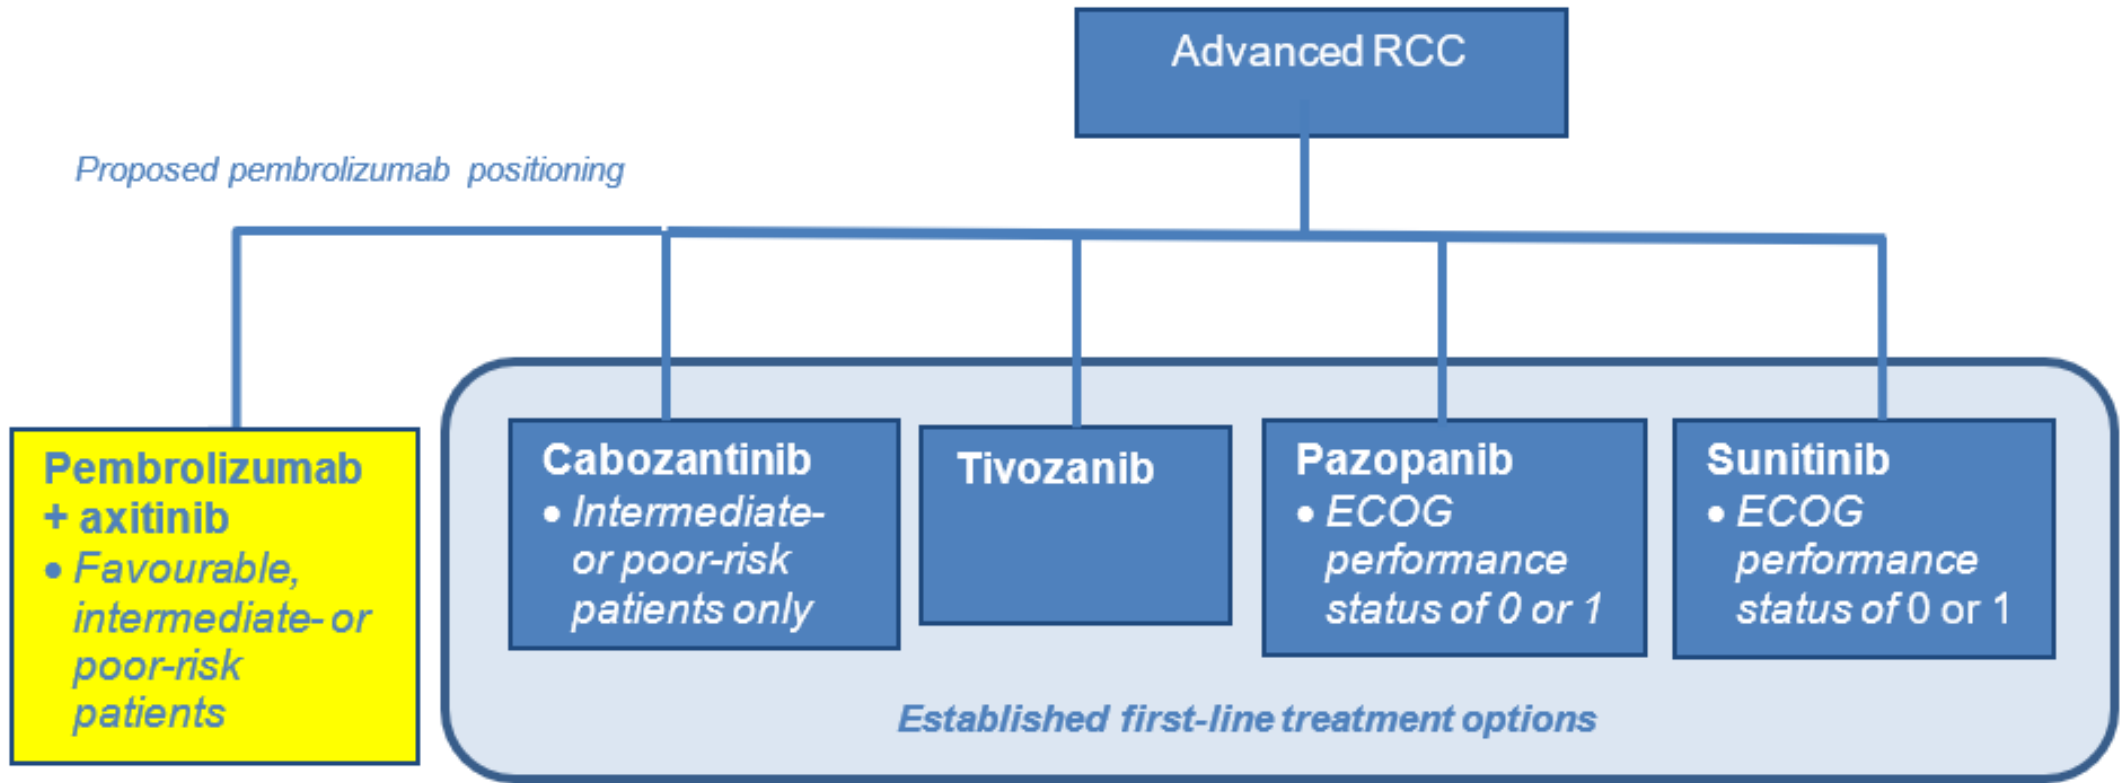 Advanced RCC
Proposed pembrolizumab positioning
Pembrolizumab
+ axitinib
• Favourable,
intermediate- or
poor-risk
patients
Cabozantinib
• Intermediate-
or poor-risk
patients only
Tivozanib
Pazopanib
• ECOG
performance
status of 0 or 1
Sunitinib
• ECOG
performance
status of 0 or 1
Established first-line treatment options